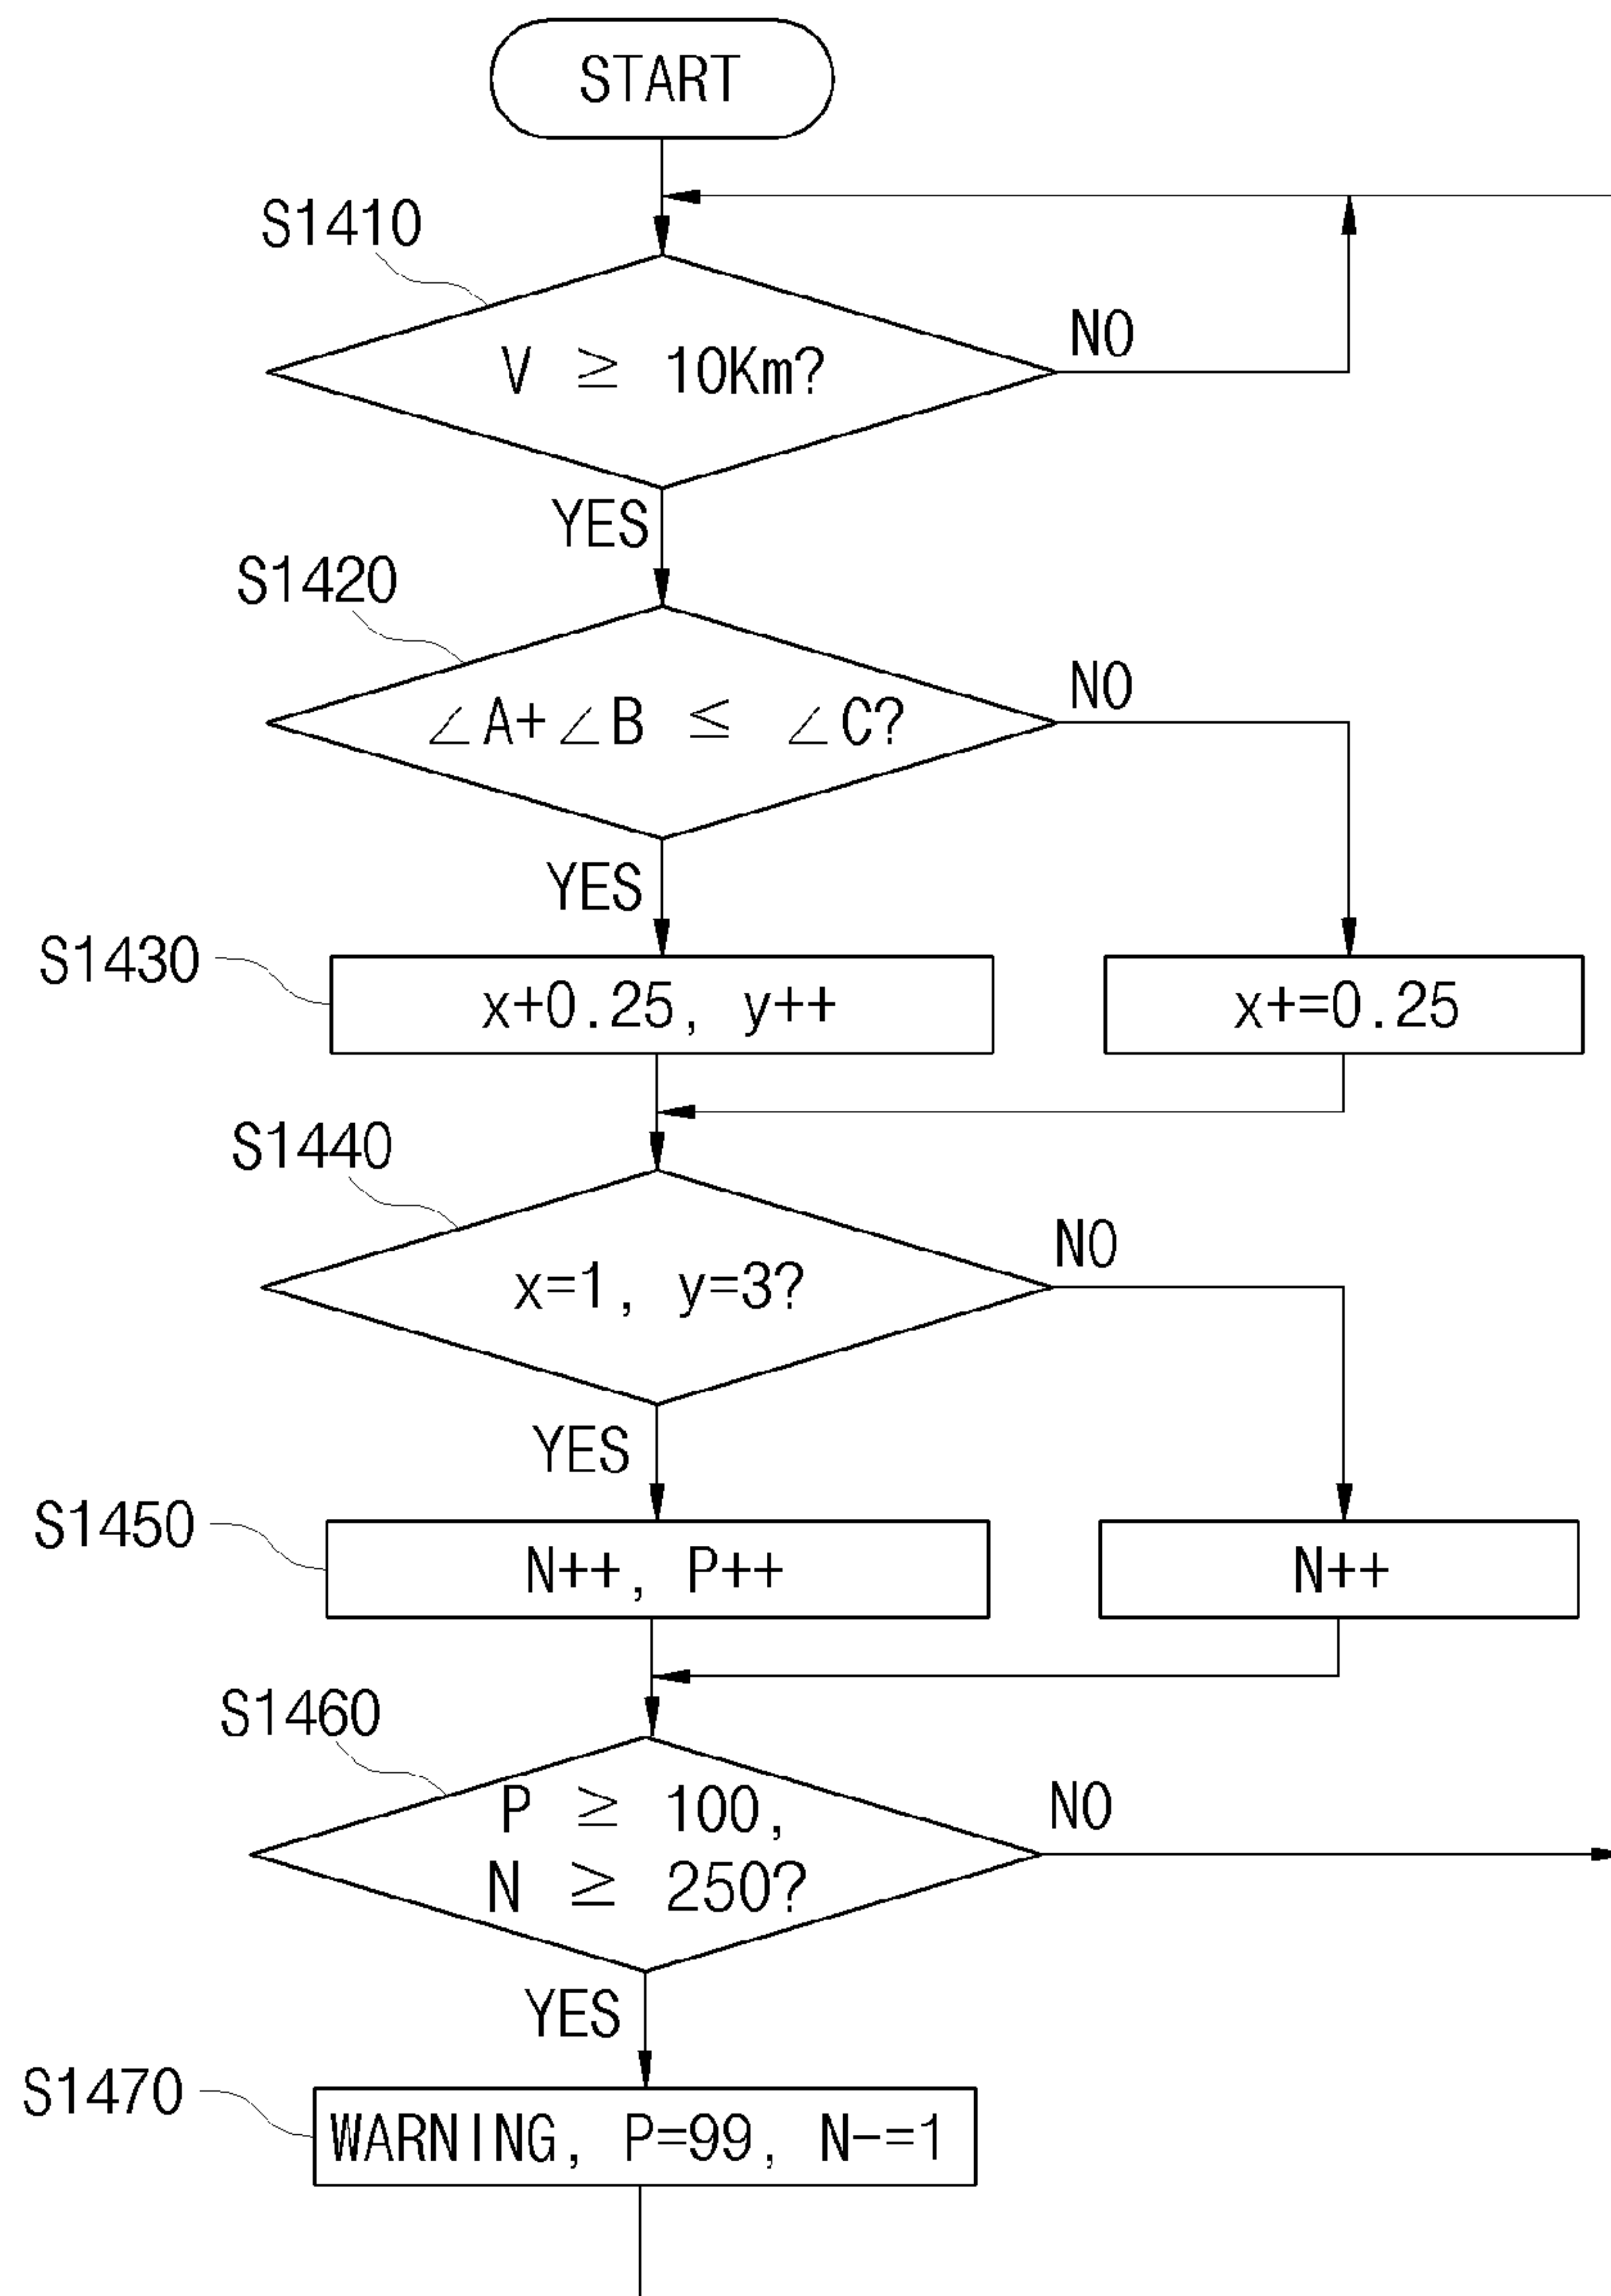 START
S1410
V ≥ 10Km?
NO
YES
S1420
∠A+∠B ≤ ∠C?
NO
YES
S1430
x+0.25, y++
x+=0.25
S1440
x=1, y=3?
NO
YES
S1450
N++, P++
N++
S1460
P ≥ 100,
N ≥ 250?
NO
YES
S1470
WARNING, P=99, N-=1